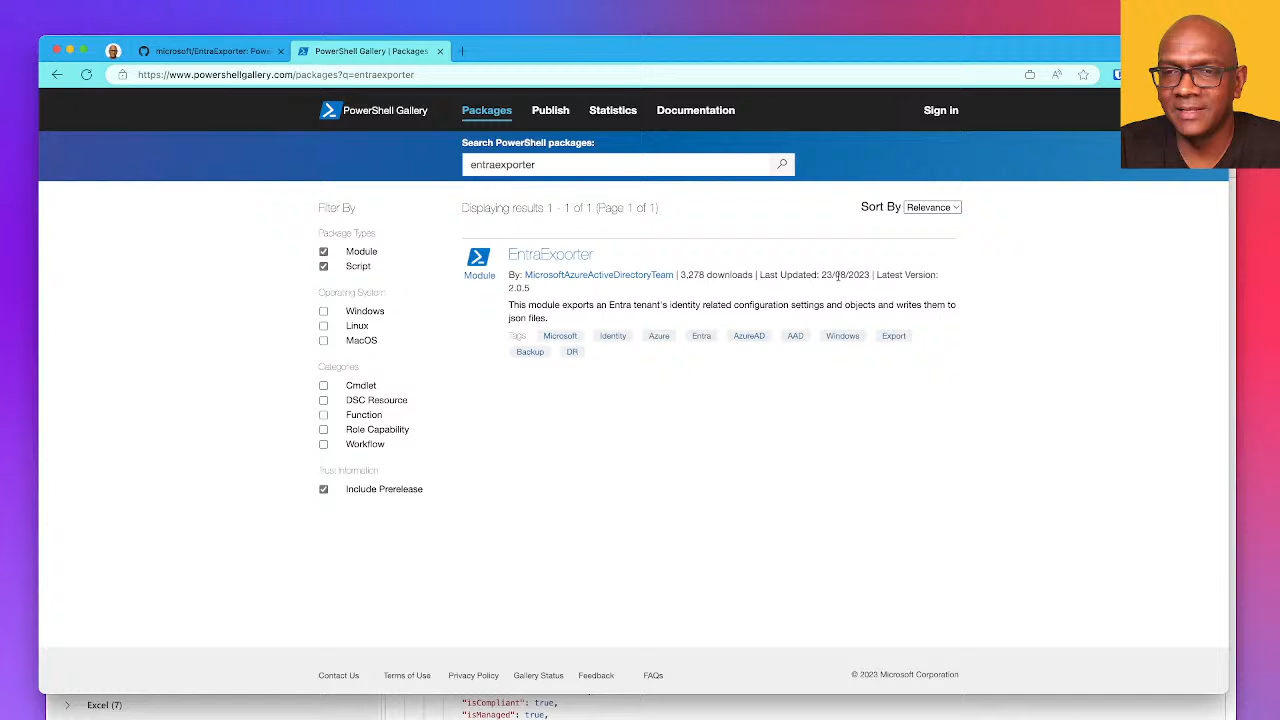 microsoft/EntraExporter: Powe
PowerShell Gallery | Packages
https://www.powershellgallery.com/packages?q=entraexporter
PowerShell Gallery
Packages
Publish
Statistics
Documentation
Sign in
Search PowerShell packages:
entraexporter
Filter By
Package Types
Module
Script
Operating System
Windows
Linux
MacOS
Categories
Cmdlet
DSC Resource
Function
Role Capability
Workflow
Trust Information
Include Prerelease
Displaying results 1 - 1 of 1 (Page 1 of 1)
Sort By Relevance
Module
EntraExporter
By: MicrosoftAzureActiveDirectoryTeam | 3,278 downloads | Last Updated: 23/08/2023 | Latest Version:
2.0.5
This module exports an Entra tenant's identity related configuration settings and objects and writes them to
json files.
Tags Microsoft Identity Azure Entra AzureAD AAD Windows Export
Backup DR
Contact Us
Terms of Use
Privacy Policy
Gallery Status
Feedback
FAQs
© 2023 Microsoft Corporation
Excel (7)
"isCompliant": true,
"isManaged": true,